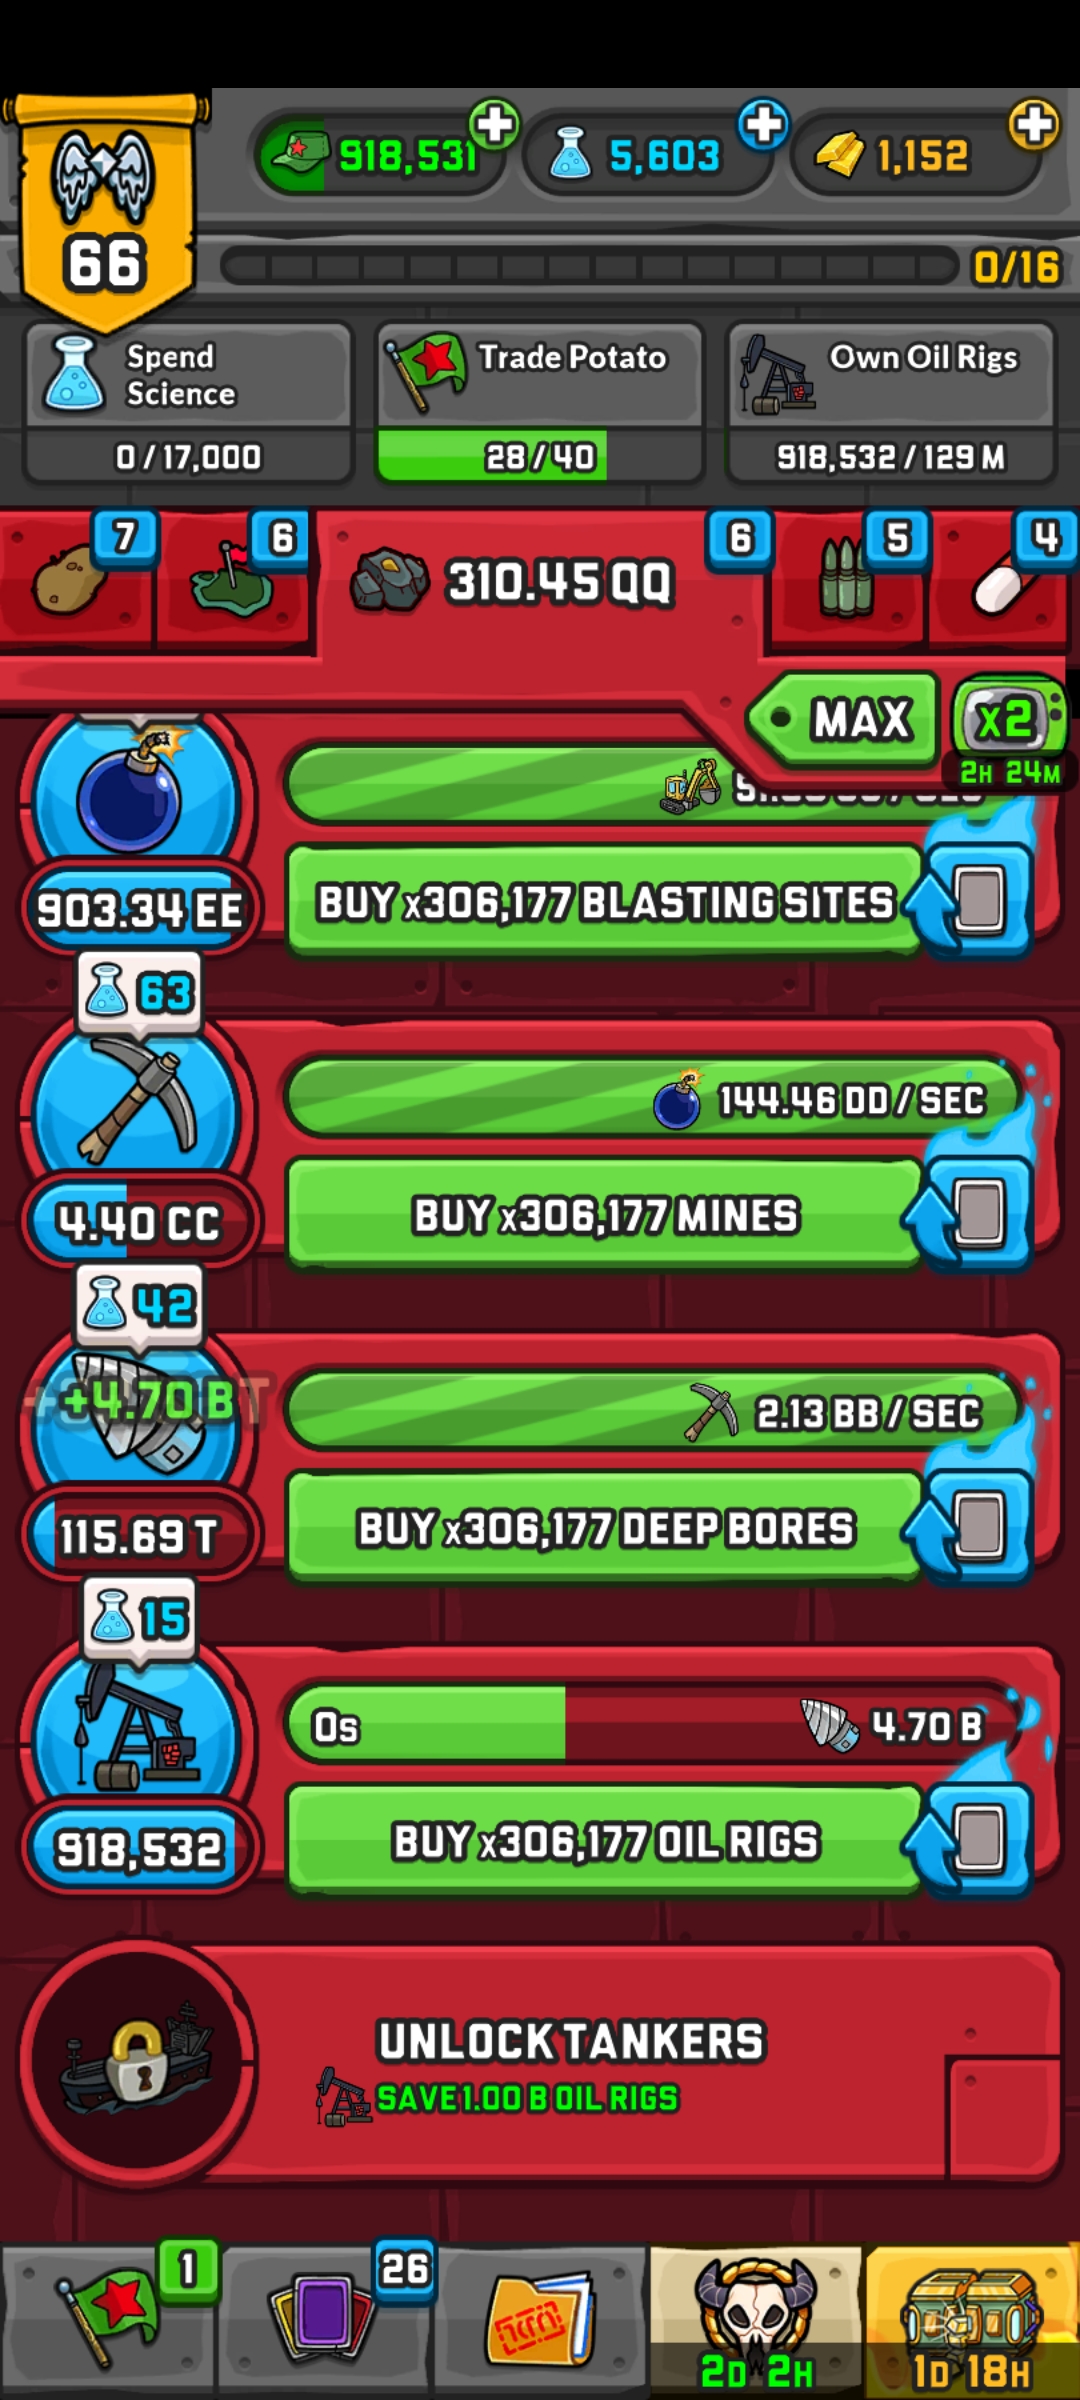 66
918,531
5,603
1,152
0/16
Spend
Science
0 / 17,000
Trade Potato
28 / 40
Own Oil Rigs
918,532 / 129 M
7
6
310.45 QQ
6
5
4
MAX
x2
2H 24M
903.34 EE
BUY x306,177 BLASTING SITES
63
144.46 DD / SEC
4.40 CC
BUY x306,177 MINES
42
+4.70 B
2.13 BB / SEC
115.69 T
BUY x306,177 DEEP BORES
15
0s
4.70 B
918,532
BUY x306,177 OIL RIGS
UNLOCK TANKERS
SAVE 1.00 B OIL RIGS
1
26
2D 2H
1D 18H